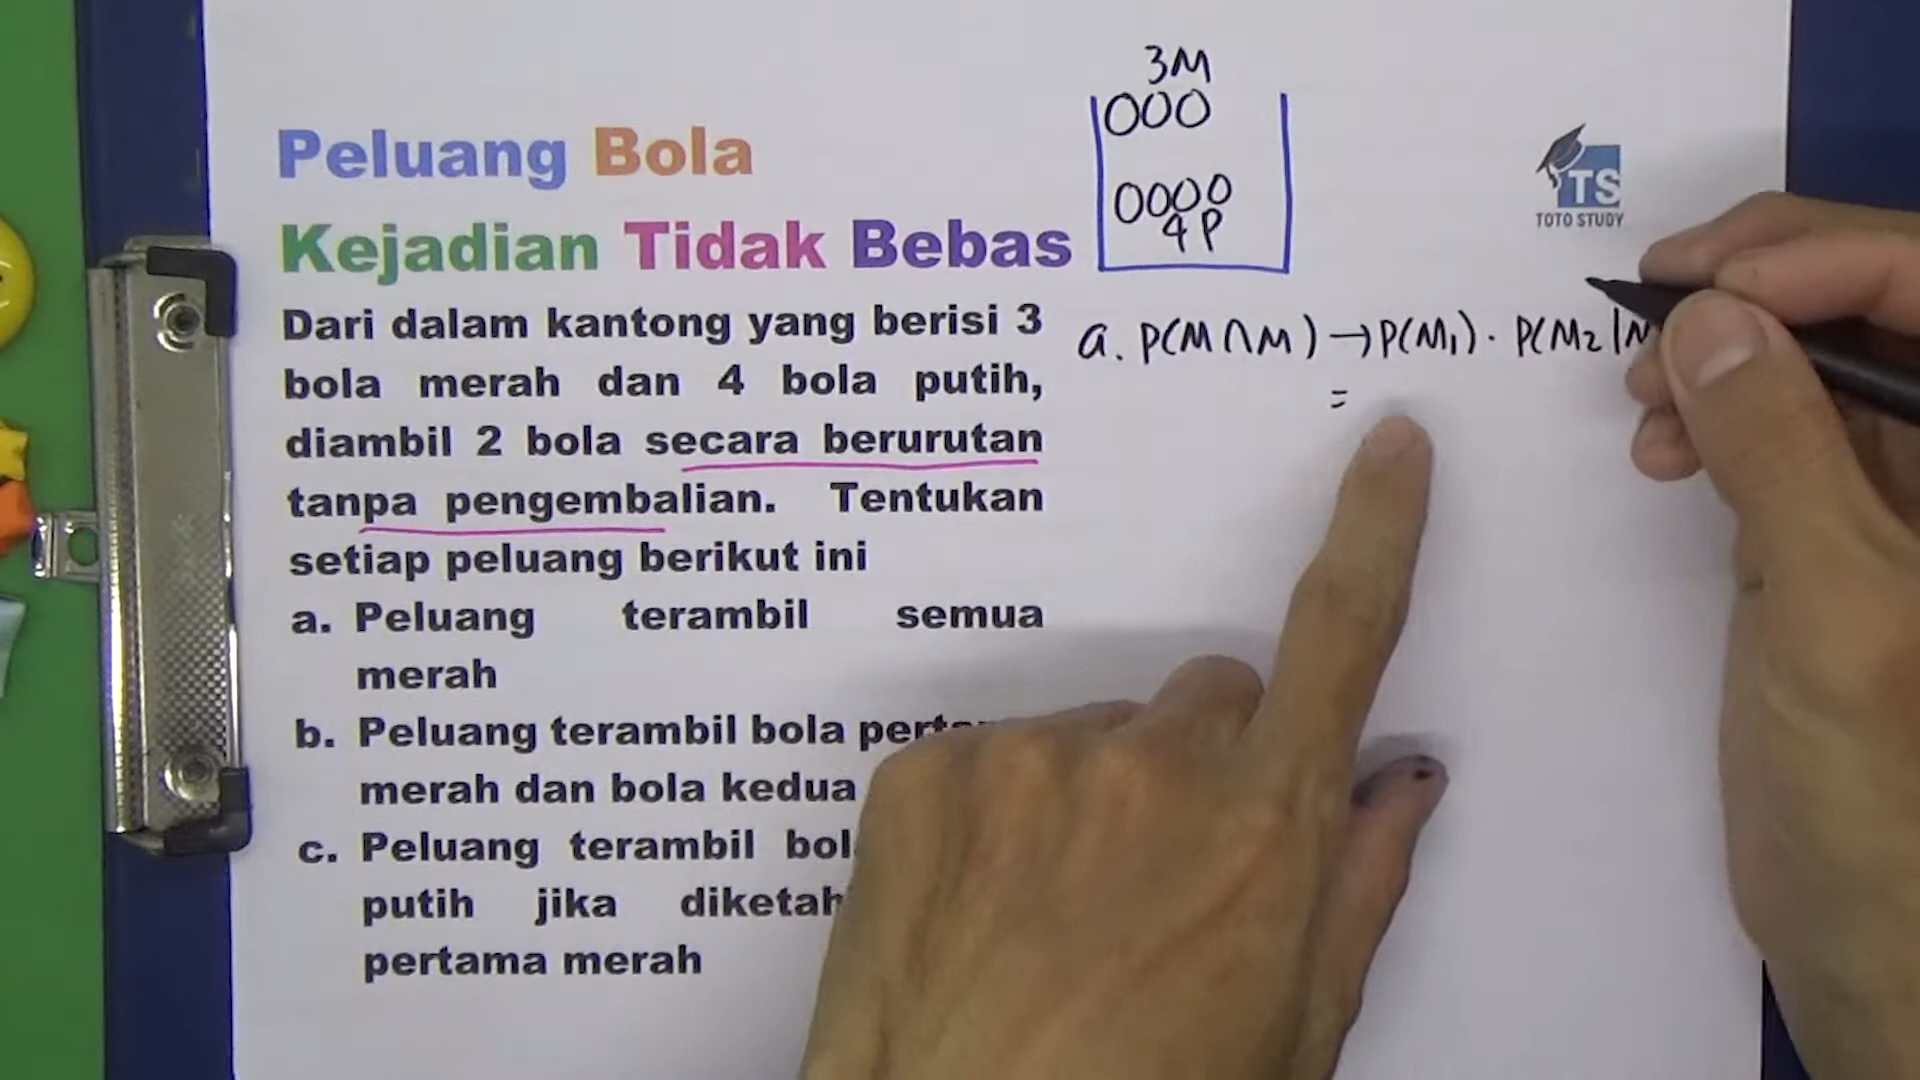 Peluang Bola
Kejadian Tidak Bebas
Dari dalam kantong yang berisi 3
bola merah dan 4 bola putih,
diambil 2 bola secara berurutan
tanpa pengembalian. Tentukan
setiap peluang berikut ini
a. Peluang terambil semua
merah
b. Peluang terambil bola
merah dan bola kedua
c. Peluang terambil
putih jika
pertama merah
3M
4P
a. P(M∩M) → P(M₁) · P(M₂|M
=
TS
TOTO STUDY